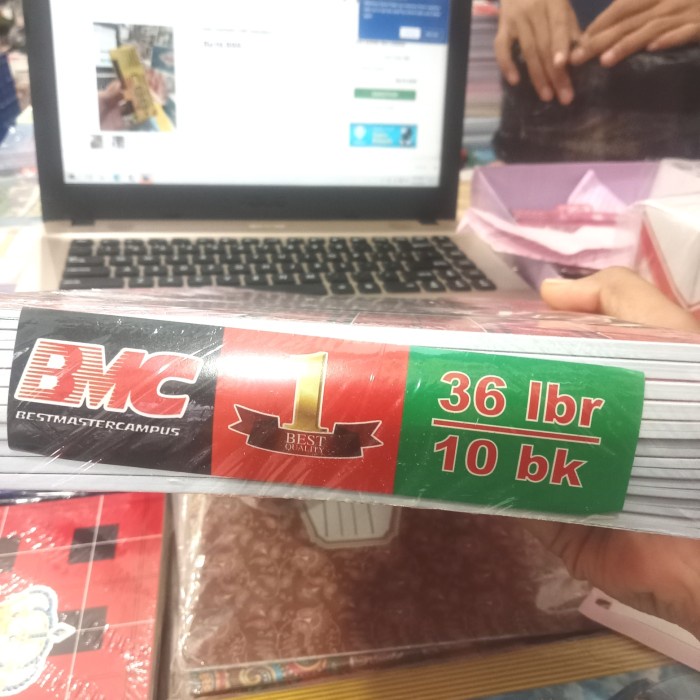 BMC
BESTMASTERCAMPUS
1
BEST
QUALITY
36 lbr
10 bk